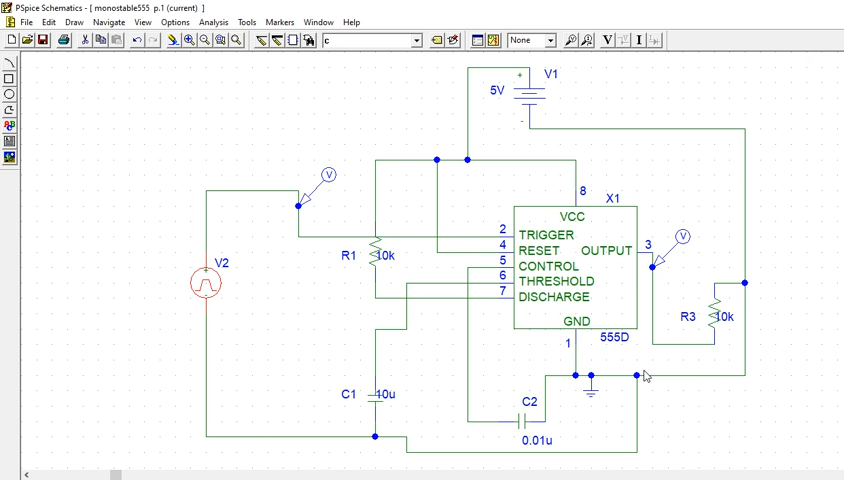 PSpice Schematics - [ monostable555 p.1 (current) ]
File Edit Draw Navigate View Options Analysis Tools Markers Window Help
c
None
V V I
+ V1
5V
-
V
8
X1
VCC
V
2 TRIGGER
3
4 RESET OUTPUT
R1 10k
5 CONTROL
V2
+
6 THRESHOLD
7 DISCHARGE
-
R3 10k
GND
1 555D
C1 10u
C2
0.01u